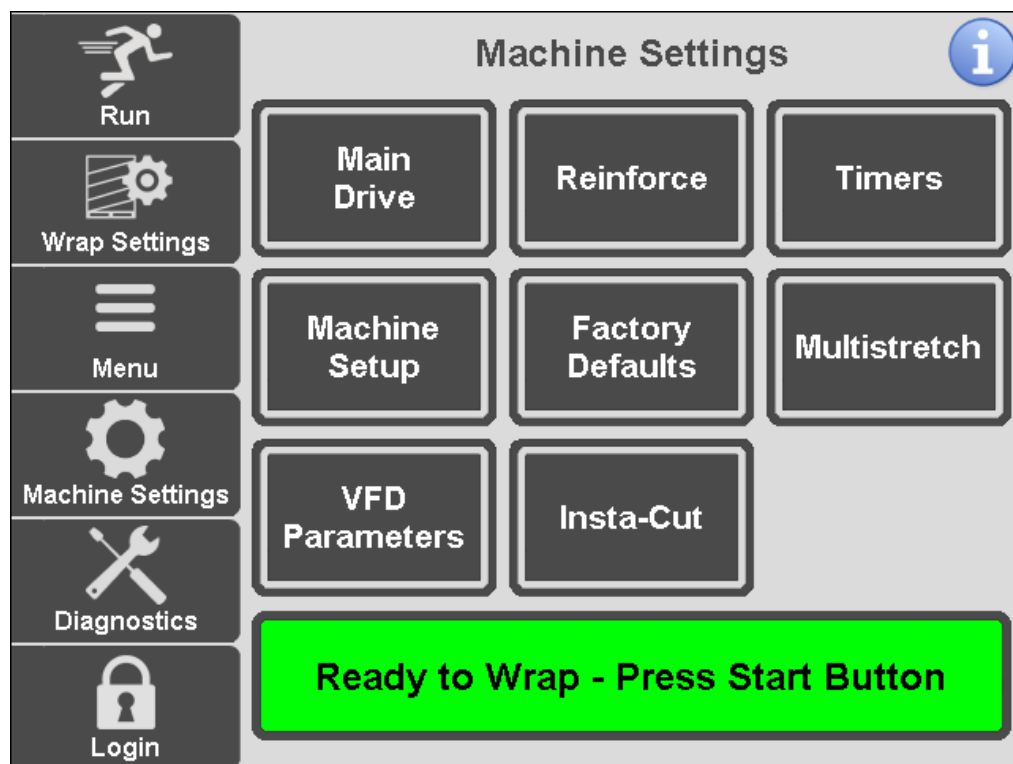 Run
Wrap Settings
Menu
Machine Settings
Diagnostics
Login
Machine Settings
i
Main
Drive
Reinforce
Timers
Machine
Setup
Factory
Defaults
Multistretch
VFD
Parameters
Insta-Cut
Ready to Wrap - Press Start Button